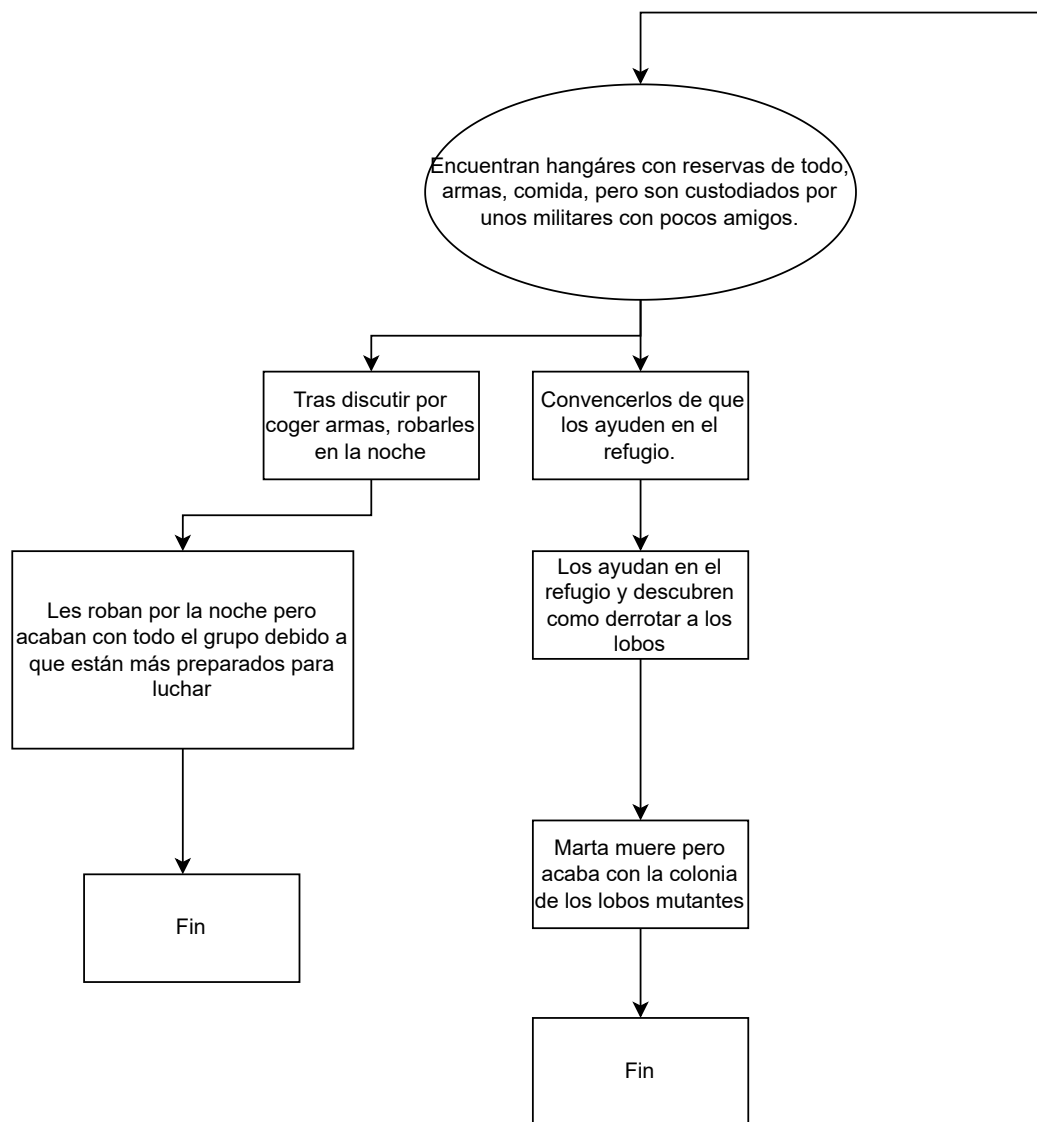 Encuentran hangáres con reservas de todo,
armas, comida, pero son custodiados por
unos militares con pocos amigos.
Tras discutir por
coger armas, robarles
en la noche
Convencerlos de que
los ayuden en el
refugio.
Les roban por la noche pero
acaban con todo el grupo debido a
que están más preparados para
luchar
Los ayudan en el
refugio y descubren
como derrotar a los
lobos
Marta muere pero
acaba con la colonia
de los lobos mutantes
Fin
Fin